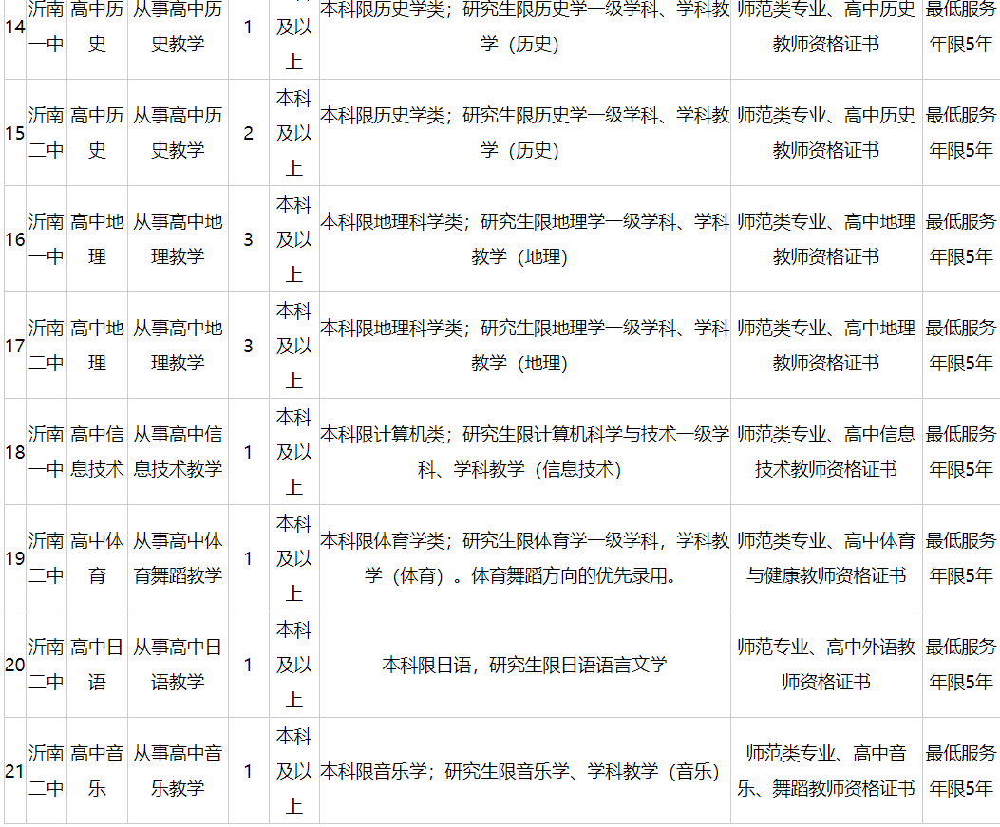 14 沂南一中 高中历史 从事高中历史教学 1 及以上 本科限历史学类；研究生限历史学一级学科、学科教学（历史） 师范类专业、高中历史教师资格证书 最低服务年限5年
15 沂南二中 高中历史 从事高中历史教学 2 本科及以上 本科限历史学类；研究生限历史学一级学科、学科教学（历史） 师范类专业、高中历史教师资格证书 最低服务年限5年
16 沂南一中 高中地理 从事高中地理教学 3 本科及以上 本科限地理科学类；研究生限地理学一级学科、学科教学（地理） 师范类专业、高中地理教师资格证书 最低服务年限5年
17 沂南二中 高中地理 从事高中地理教学 3 本科及以上 本科限地理科学类；研究生限地理学一级学科、学科教学（地理） 师范类专业、高中地理教师资格证书 最低服务年限5年
18 沂南一中 高中信息技术 从事高中信息技术教学 1 本科及以上 本科限计算机类；研究生限计算机科学与技术一级学科、学科教学（信息技术） 师范类专业、高中信息技术教师资格证书 最低服务年限5年
19 沂南二中 高中体育 从事高中体育舞蹈教学 1 本科及以上 本科限体育学类；研究生限体育学一级学科，学科教学（体育）。体育舞蹈方向的优先录用。 师范类专业、高中体育与健康教师资格证书 最低服务年限5年
20 沂南二中 高中日语 从事高中日语教学 1 本科及以上 本科限日语，研究生限日语语言文学 师范专业、高中外语教师资格证书 最低服务年限5年
21 沂南二中 高中音乐 从事高中音乐教学 1 本科及以上 本科限音乐学；研究生限音乐学、学科教学（音乐） 师范类专业、高中音乐、舞蹈教师资格证书 最低服务年限5年